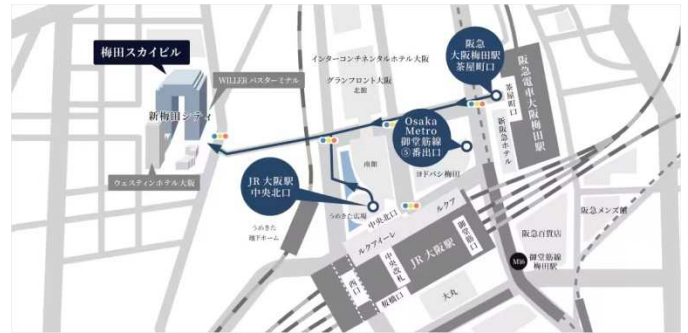 梅田スカイビル
WILLER バスターミナル
新梅田シティ
ウェスティンホテル大阪
インターコンチネンタルホテル大阪
グランフロント大阪
北館
阪急
大阪梅田駅
茶屋町口
阪急電車大阪梅田駅
茶屋町口
新阪急ホテル
Osaka
Metro
御堂筋線
⑤番出口
ヨドバシ梅田
南館
JR 大阪駅
中央北口
うめきた広場
うめきた
地下ホーム
中央北口
ルクア
ルクアイーレ
御堂筋口
JR 大阪駅
中央改札
西口
桜橋口
大丸
阪急メンズ館
阪急百貨店
M16
御堂筋線
梅田駅